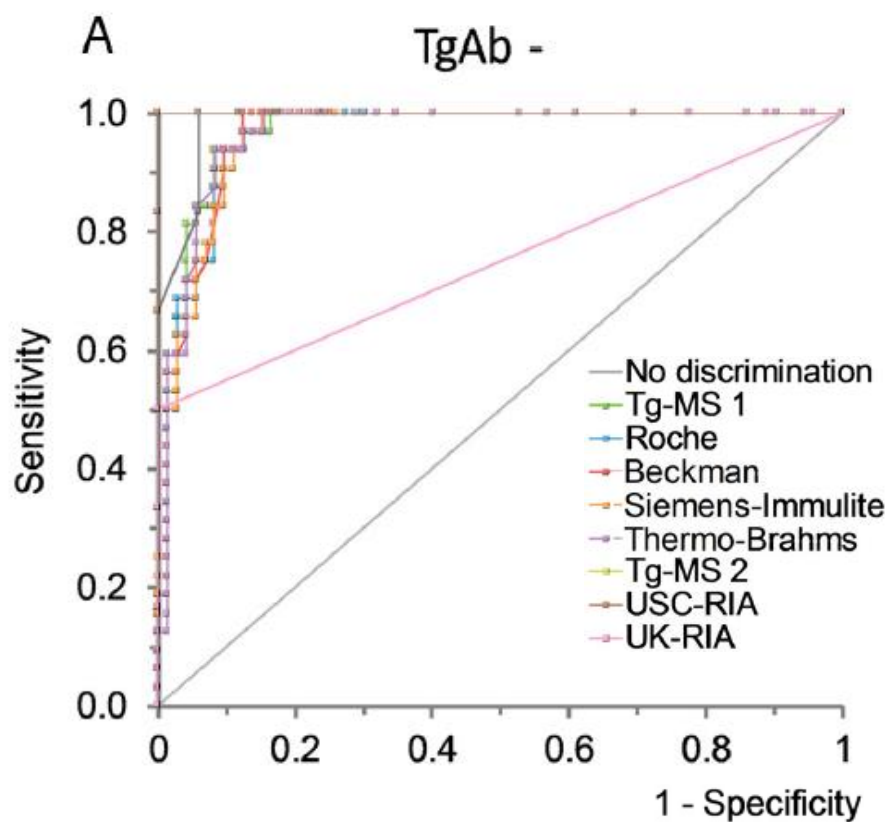 A
TgAb -
1.0
0.8
0.6
0.4
0.2
0.0
Sensitivity
No discrimination
Tg-MS 1
Roche
Beckman
Siemens-Immulite
Thermo-Brahms
Tg-MS 2
USC-RIA
UK-RIA
0 0.2 0.4 0.6 0.8 1
1 - Specificity